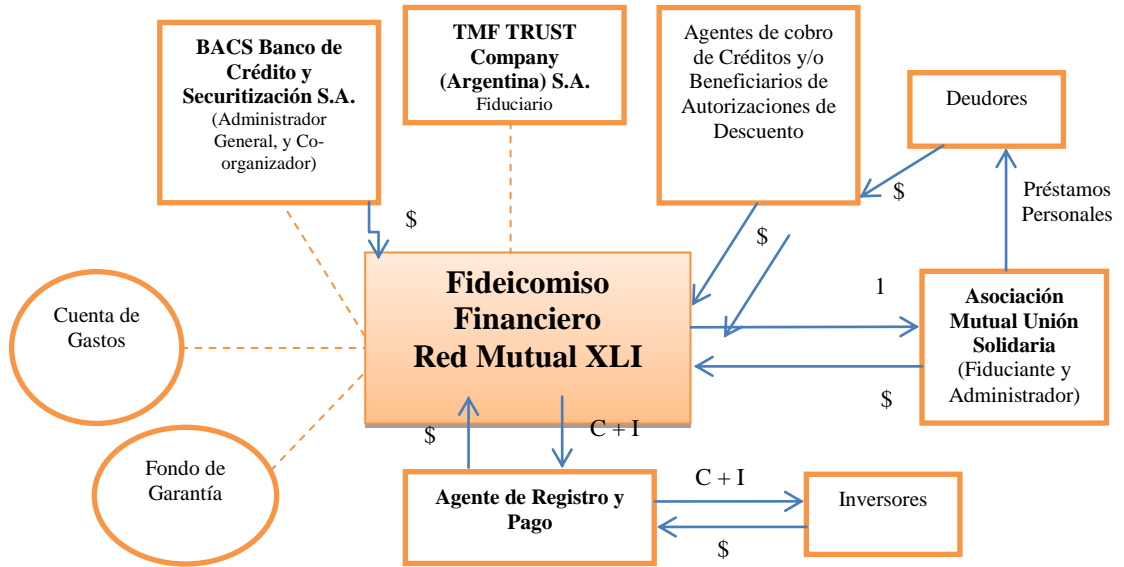 BACS Banco de
Crédito y
Securitización S.A.
(Administrador
General, y Co-
organizador)
TMF TRUST
Company
(Argentina) S.A.
Fiduciario
Agentes de cobro
de Créditos y/o
Beneficiarios de
Autorizaciones de
Descuento
Deudores
$
Préstamos
Personales
$
$
Fideicomiso
Financiero
Red Mutual XLI
1
Asociación
Mutual Unión
Solidaria
(Fiduciante y
Administrador)
$
Cuenta de
Gastos
Fondo de
Garantía
$
C + I
Agente de Registro y
Pago
C + I
$
Inversores